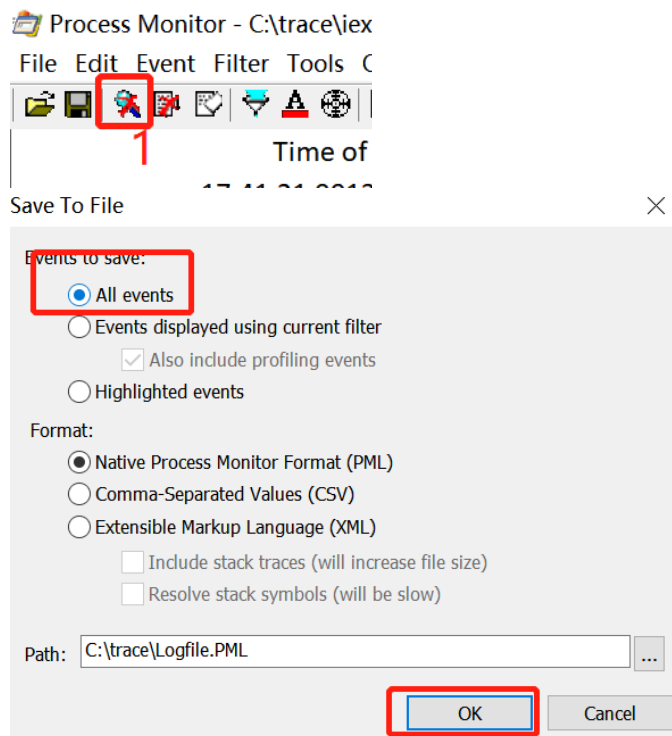 Process Monitor - C:\trace\iex
File Edit Event Filter Tools
1
Time of
Save To File
Events to save:
All events
Events displayed using current filter
Also include profiling events
Highlighted events
Format:
Native Process Monitor Format (PML)
Comma-Separated Values (CSV)
Extensible Markup Language (XML)
Include stack traces (will increase file size)
Resolve stack symbols (will be slow)
Path: C:\trace\Logfile.PML ...
OK Cancel